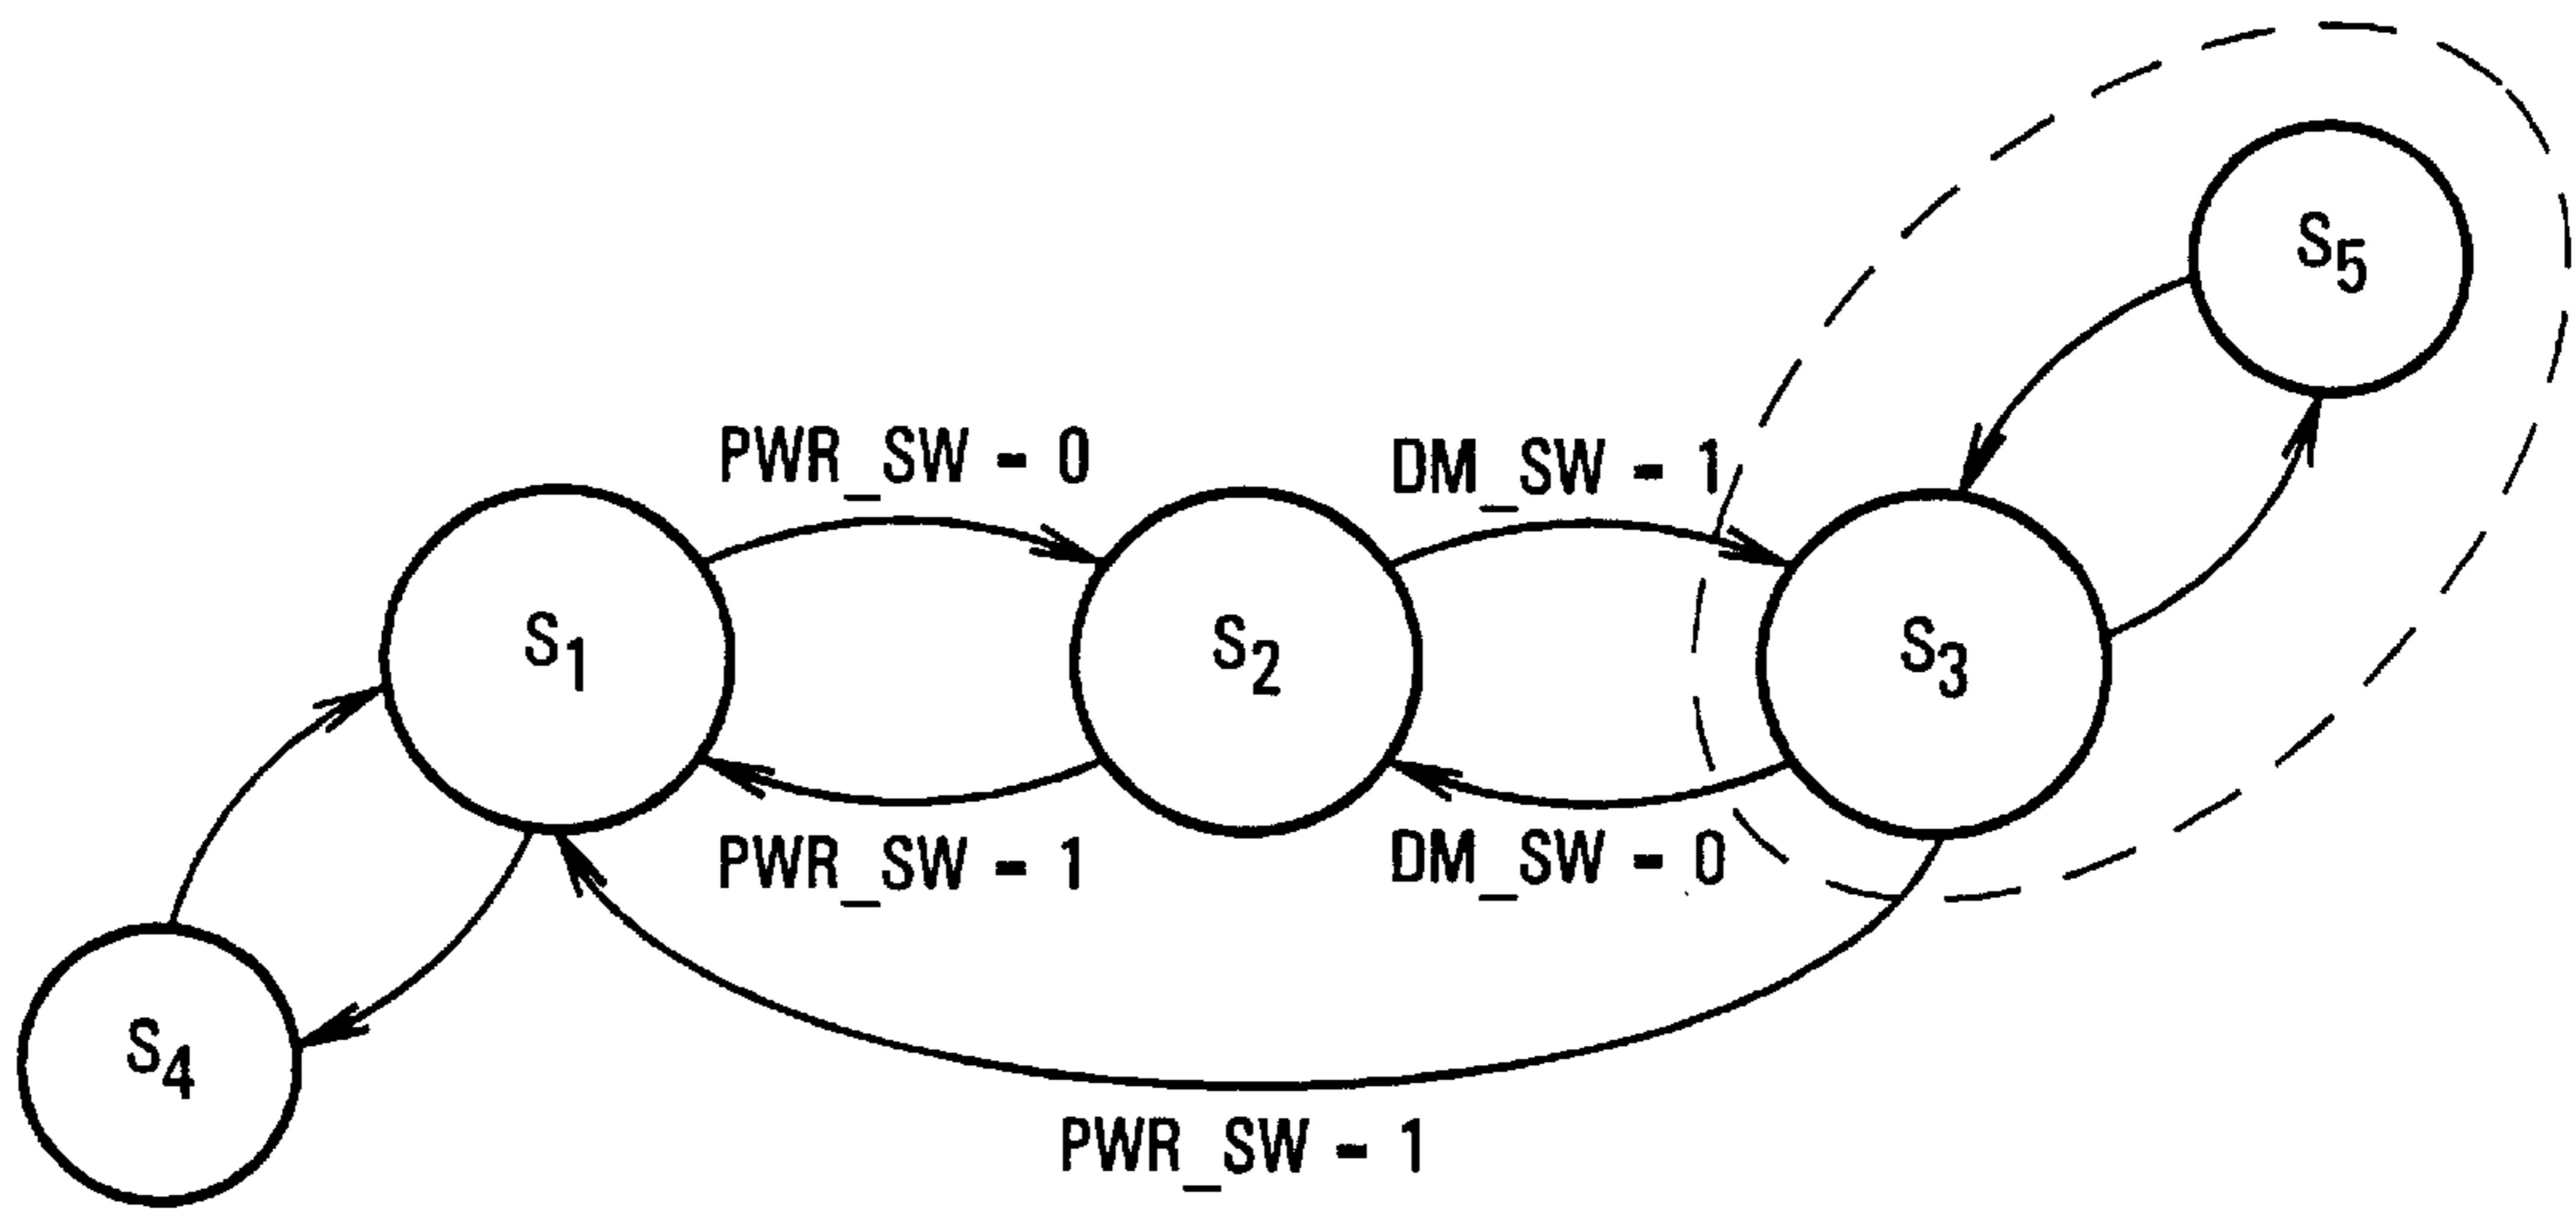 S5
PWR_SW - 0
DM_SW - 1
S1
S2
S3
PWR_SW - 1
DM_SW - 0
S4
PWR_SW - 1